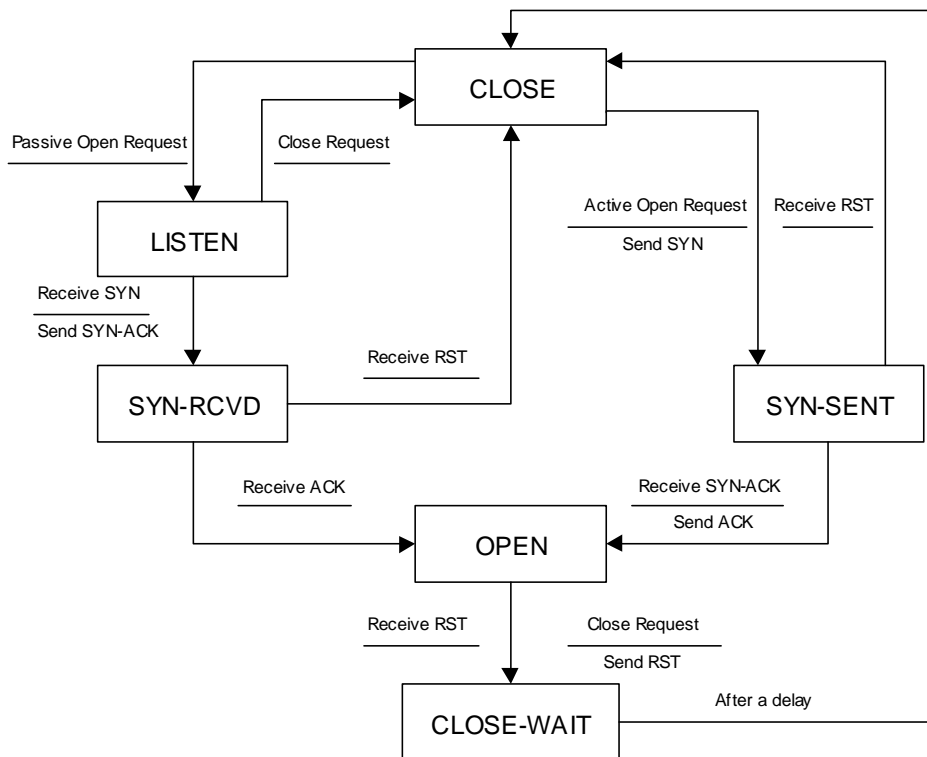 CLOSE
Passive Open Request
Close Request
Active Open Request
Send SYN
Receive RST
LISTEN
Receive SYN
Send SYN-ACK
Receive RST
SYN-RCVD
SYN-SENT
Receive ACK
Receive SYN-ACK
Send ACK
OPEN
Receive RST
Close Request
Send RST
CLOSE-WAIT
After a delay